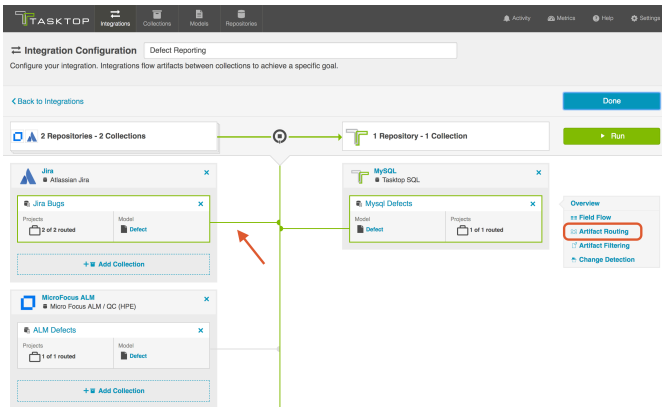 TASKTOP
Integrations
Collections
Models
Repositories
Activity
Metrics
Help
Settings
Integration Configuration
Defect Reporting
Configure your integration. Integrations flow artifacts between collections to achieve a specific goal.
Back to Integrations
Done
2 Repositories - 2 Collections
1 Repository - 1 Collection
Run
Jira
Atlassian Jira
Jira Bugs
Projects
Model
2 of 2 routed
Defect
+ Add Collection
MicroFocus ALM
Micro Focus ALM / QC (HPE)
ALM Defects
Projects
Model
1 of 1 routed
Defect
+ Add Collection
MySQL
Tasktop SQL
Mysql Defects
Model
Projects
Defect
1 of 1 routed
Overview
Field Flow
Artifact Routing
Artifact Filtering
Change Detection